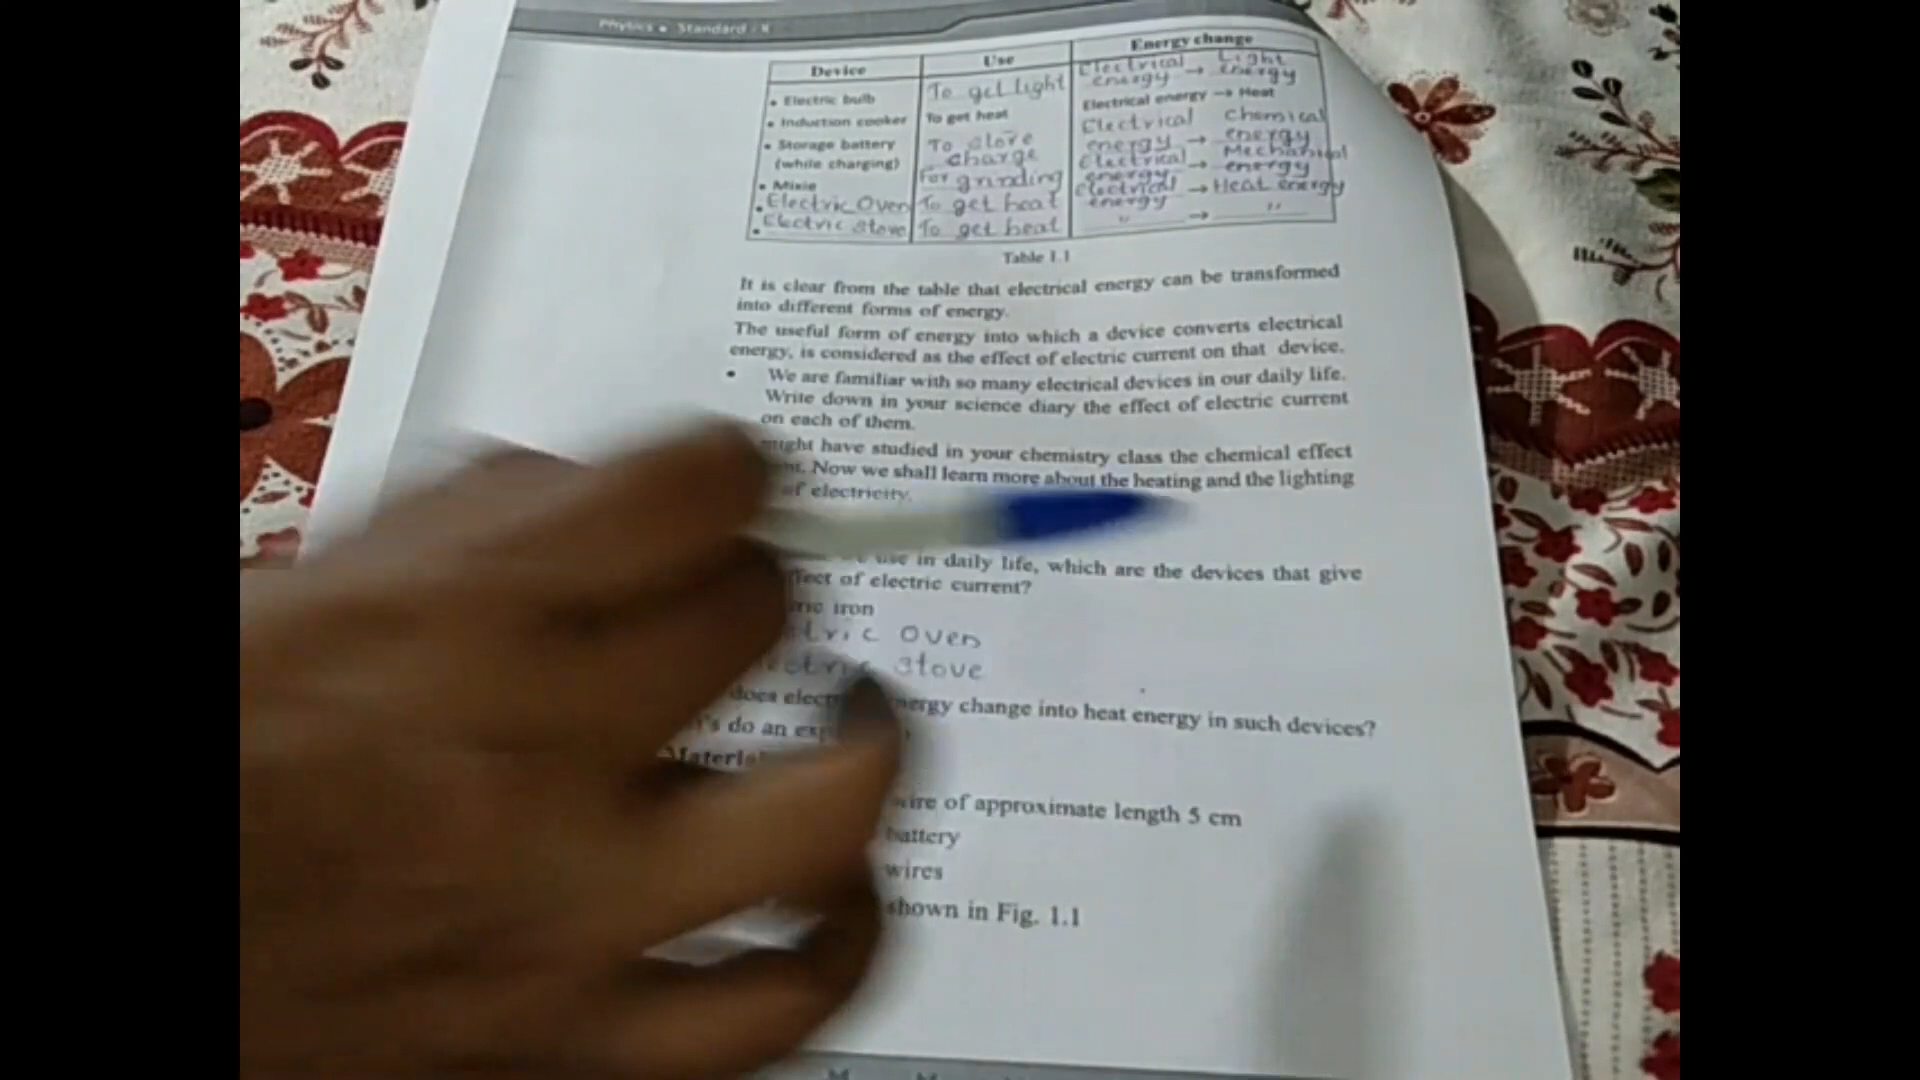 Physics • Standard - X
Device Use Energy change
• Electric bulb To get light Electrical energy → Light energy
• Induction cooker To get heat Electrical energy → Heat
• Storage battery (while charging) To store charge Electrical energy → Chemical energy
• Mixie For grinding Electrical energy → Mechanical energy
• Electric Oven To get heat Electrical energy → Heat energy
• Electric stove To get heat " → "
Table 1.1
It is clear from the table that electrical energy can be transformed
into different forms of energy.
The useful form of energy into which a device converts electrical
energy, is considered as the effect of electric current on that device.
• We are familiar with so many electrical devices in our daily life.
Write down in your science diary the effect of electric current
on each of them.
might have studied in your chemistry class the chemical effect
Now we shall learn more about the heating and the lighting
of electricity.
use in daily life, which are the devices that give
of electric current?
iron
Oven
Electric stove
does change into heat energy in such devices?
do an
wire of approximate length 5 cm
battery
wires
shown in Fig. 1.1